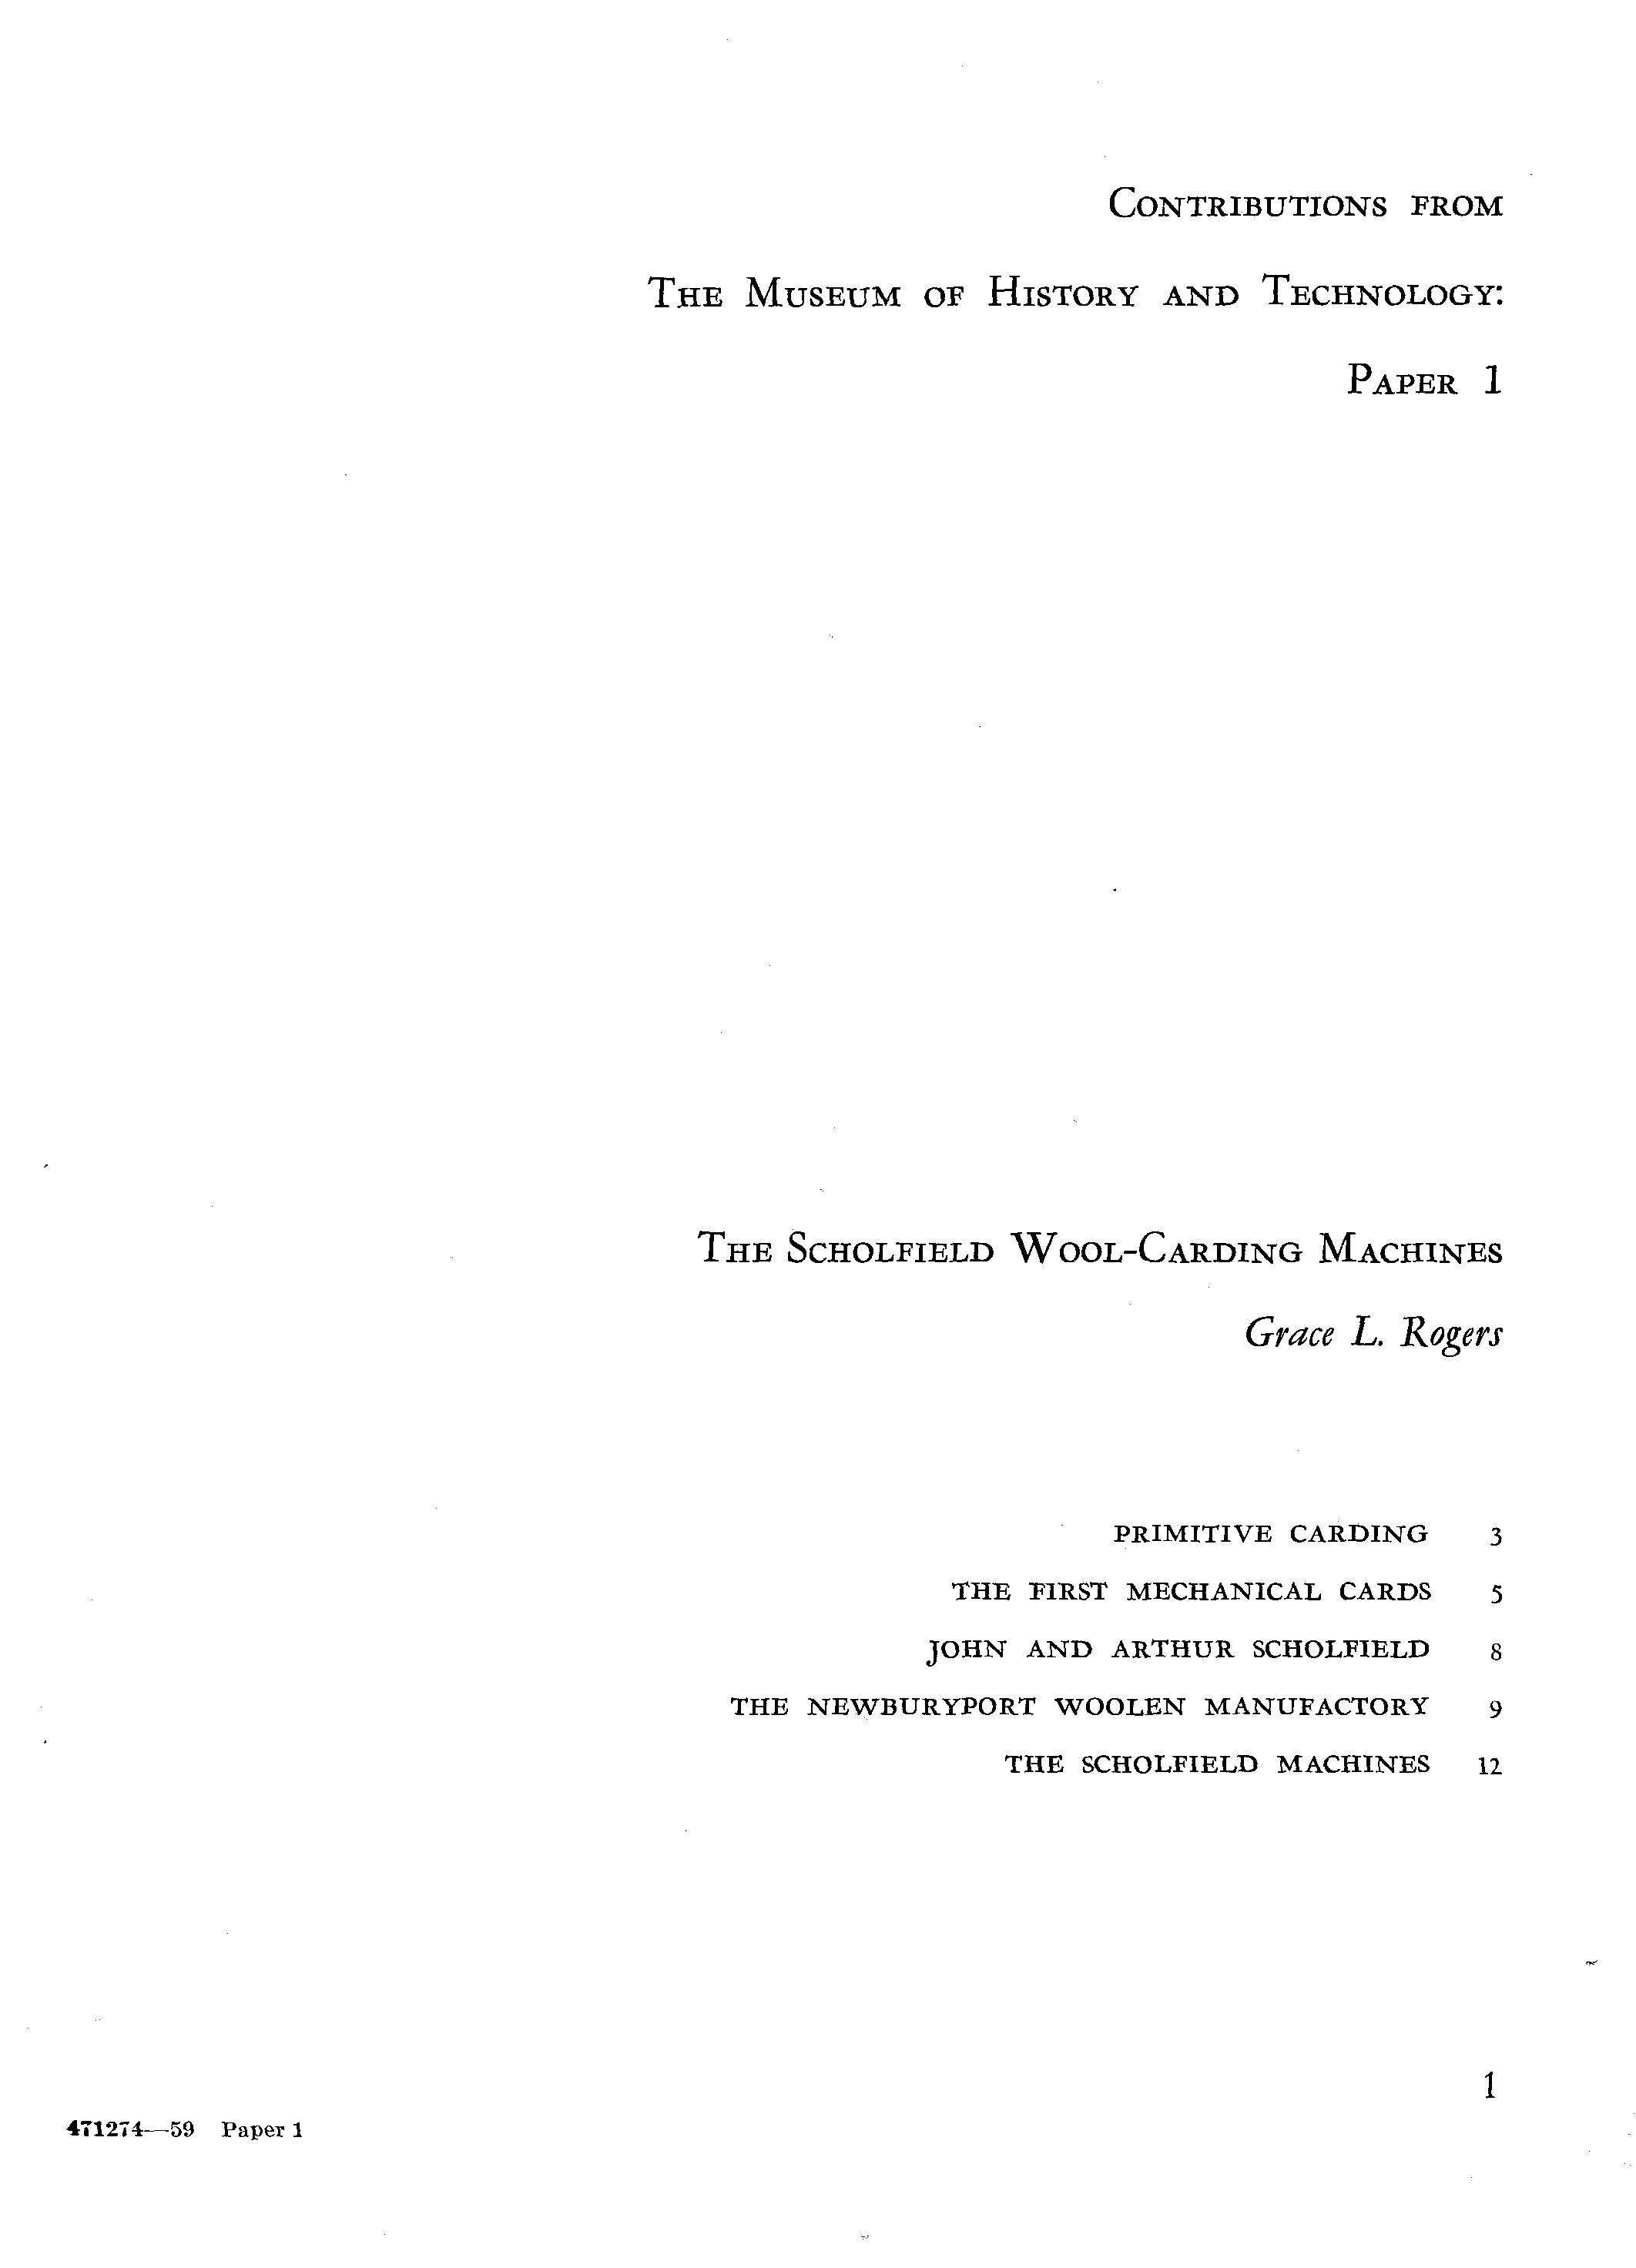 Contributions from
The Museum of History and Technology:
Paper 1
The Scholfield Wool-Carding Machines
Grace L. Rogers
PRIMITIVE CARDING 3
THE FIRST MECHANICAL CARDS 5
JOHN AND ARTHUR SCHOLFIELD 8
THE NEWBURYPORT WOOLEN MANUFACTORY 9
THE SCHOLFIELD MACHINES 12
1
471274—59 Paper 1